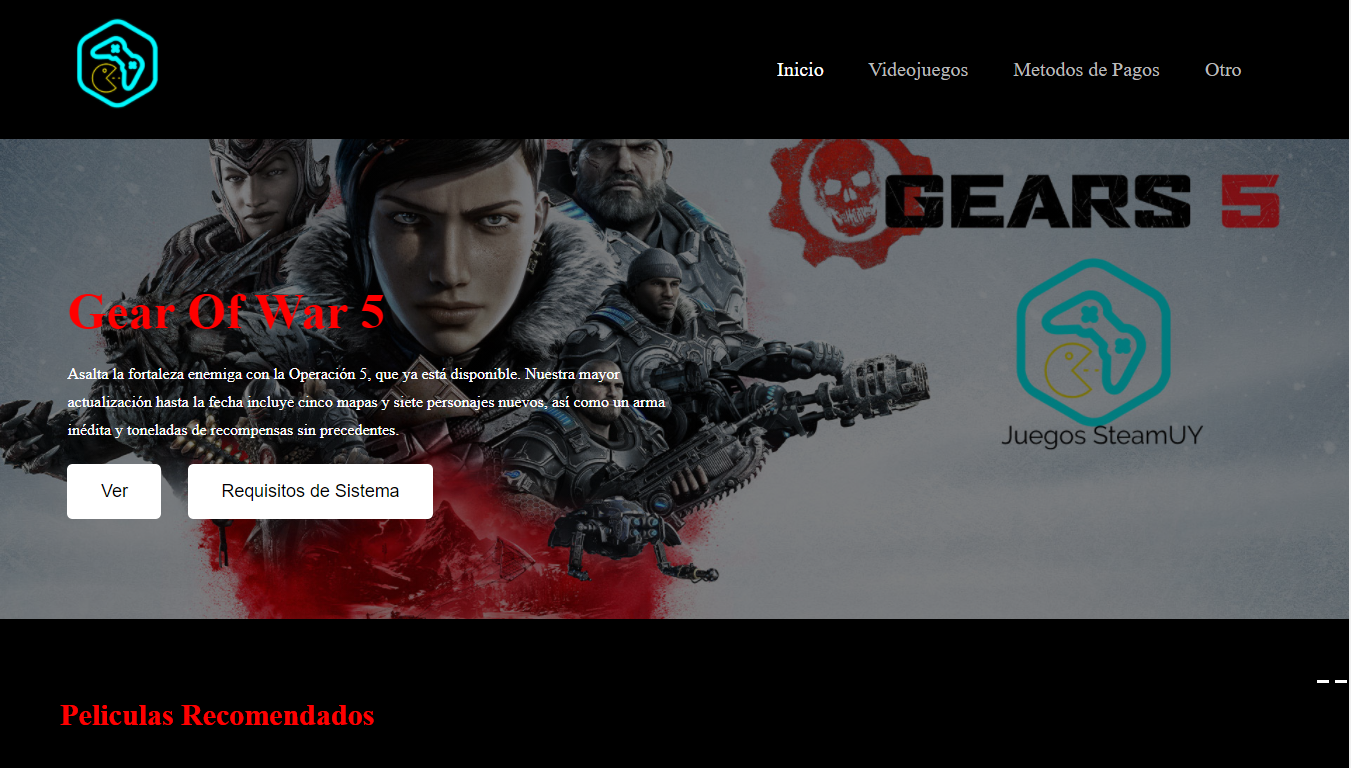 Inicio Videojuegos Metodos de Pagos Otro
GEARS 5
Gear Of War 5
Asalta la fortaleza enemiga con la Operación 5, que ya está disponible. Nuestra mayor
actualización hasta la fecha incluye cinco mapas y siete personajes nuevos, así como un arma
inédita y toneladas de recompensas sin precedentes.
Juegos SteamUY
Ver Requisitos de Sistema
Peliculas Recomendados